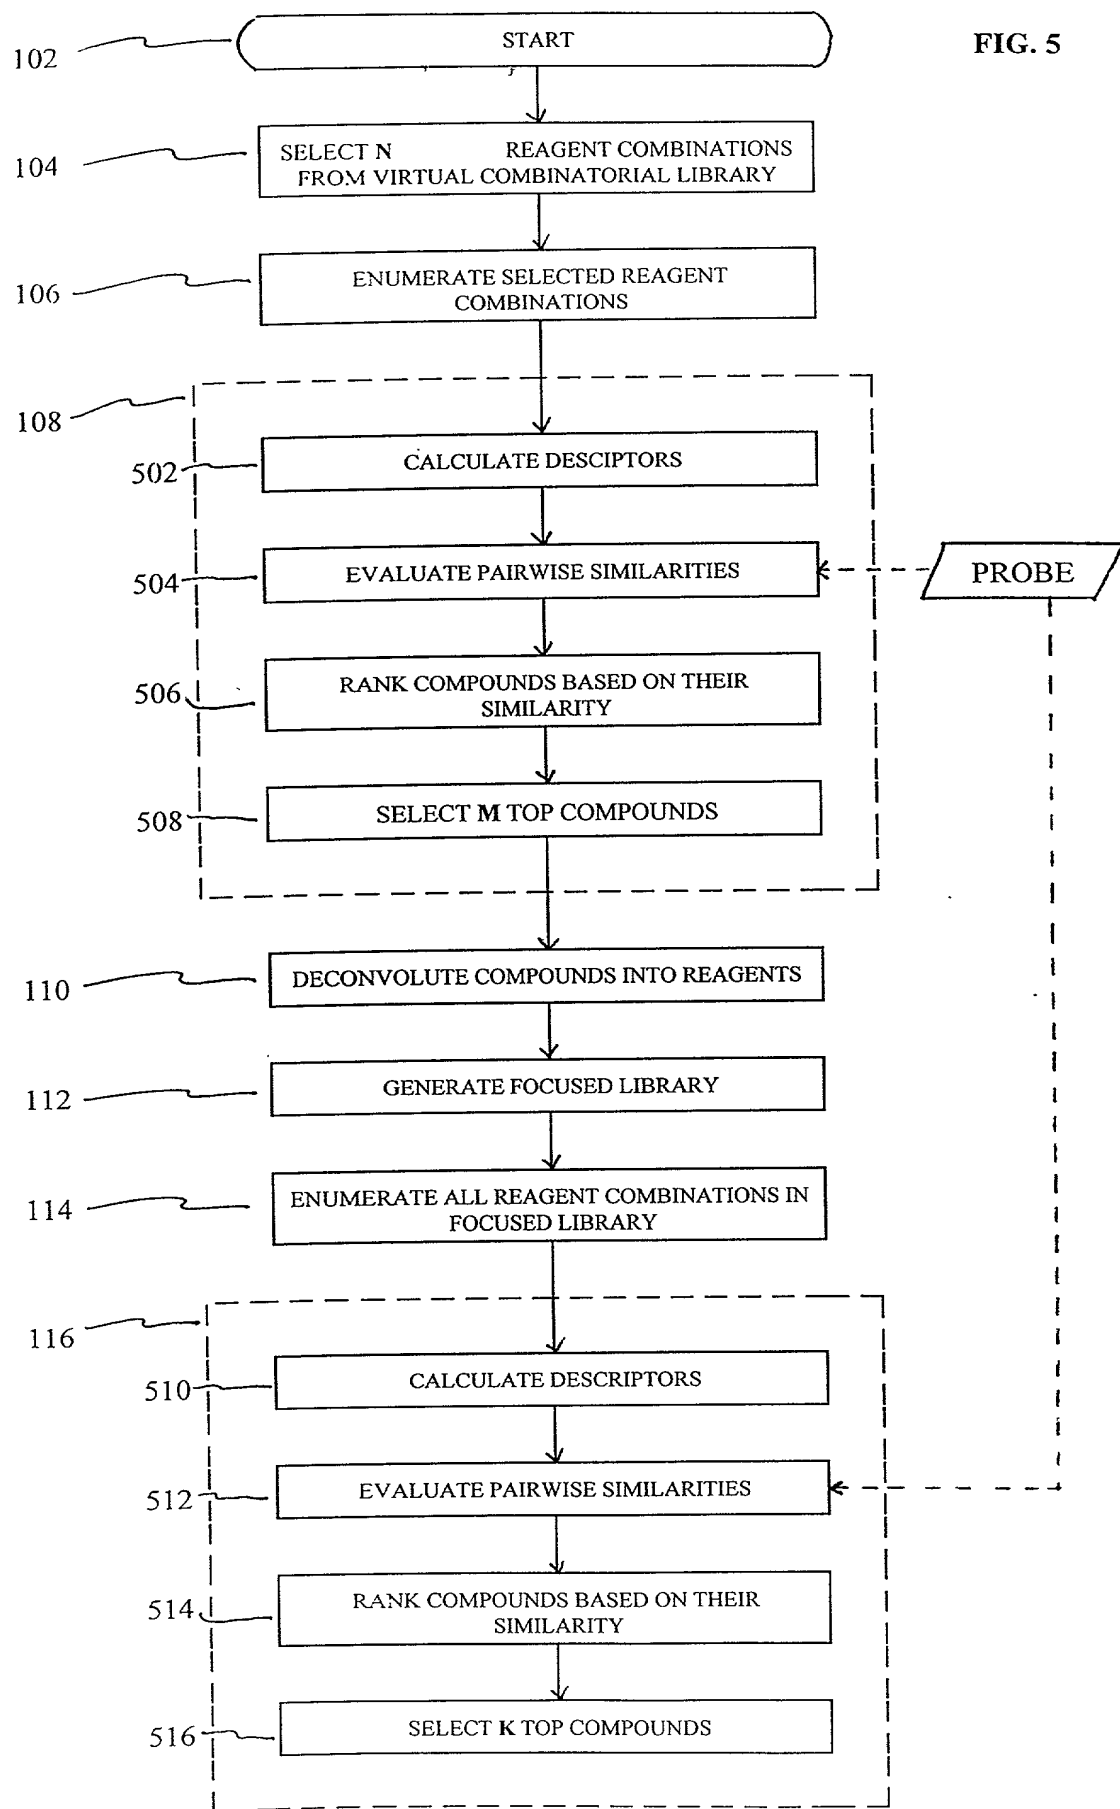 FIG. 5
102
START
104
SELECT N REAGENT COMBINATIONS
FROM VIRTUAL COMBINATORIAL LIBRARY
106
ENUMERATE SELECTED REAGENT
COMBINATIONS
108
502
CALCULATE DESCIPTORS
504
EVALUATE PAIRWISE SIMILARITIES
PROBE
506
RANK COMPOUNDS BASED ON THEIR
SIMILARITY
508
SELECT M TOP COMPOUNDS
110
DECONVOLUTE COMPOUNDS INTO REAGENTS
112
GENERATE FOCUSED LIBRARY
114
ENUMERATE ALL REAGENT COMBINATIONS IN
FOCUSED LIBRARY
116
510
CALCULATE DESCRIPTORS
512
EVALUATE PAIRWISE SIMILARITIES
514
RANK COMPOUNDS BASED ON THEIR
SIMILARITY
516
SELECT K TOP COMPOUNDS